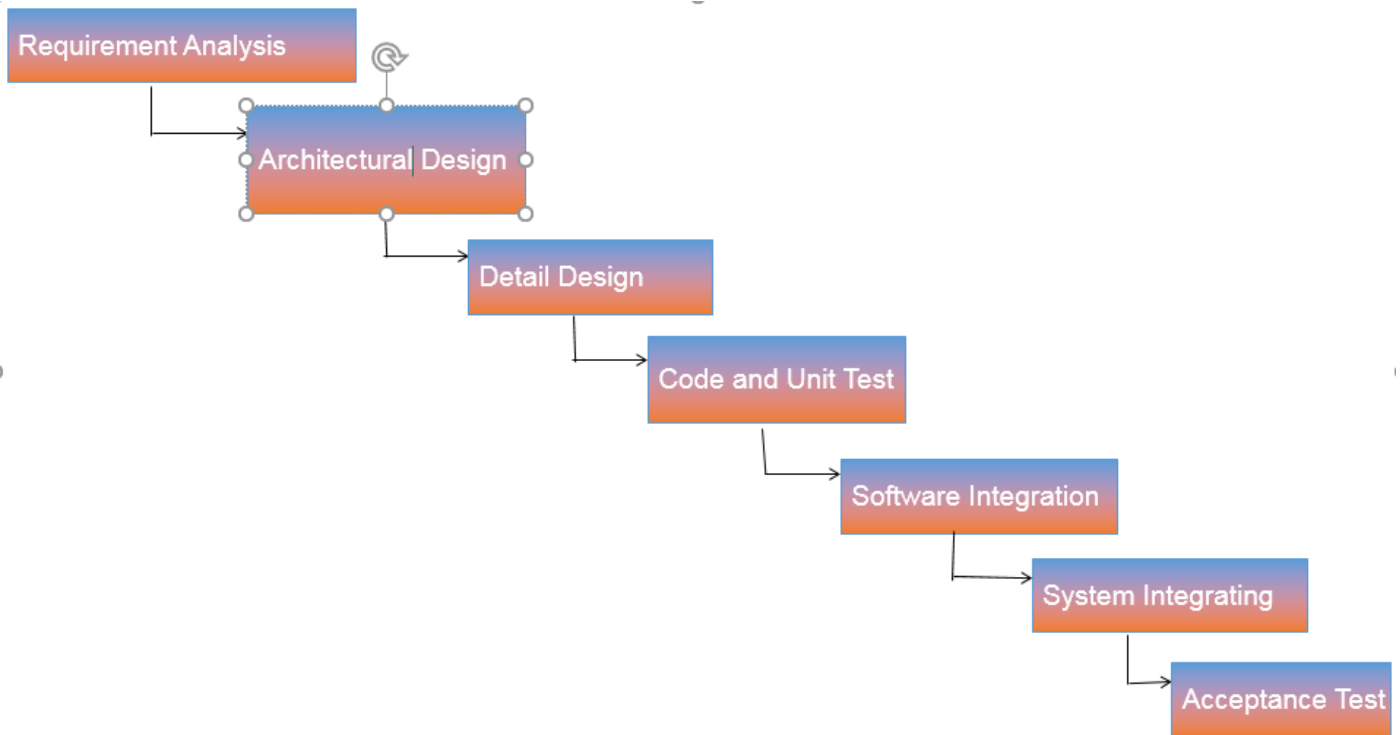 Requirement Analysis
Architectural Design
Detail Design
Code and Unit Test
Software Integration
System Integrating
Acceptance Test